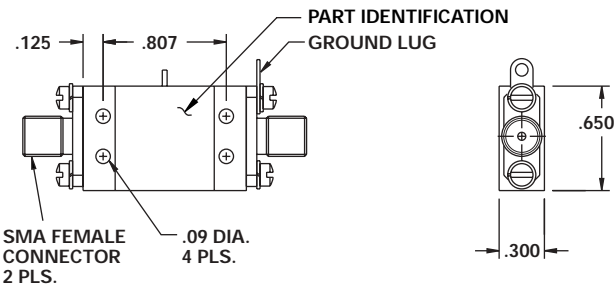 PART IDENTIFICATION
.125
.807
GROUND LUG
.650
SMA FEMALE
CONNECTOR
2 PLS.
.09 DIA.
4 PLS.
.300